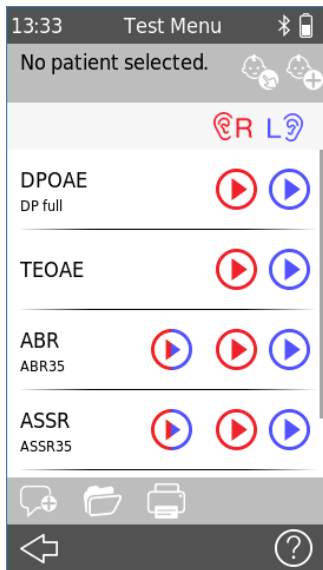 13:33 Test Menu
No patient selected.
R L
DPOAE
DP full
TEOAE
ABR
ABR35
ASSR
ASSR35
?